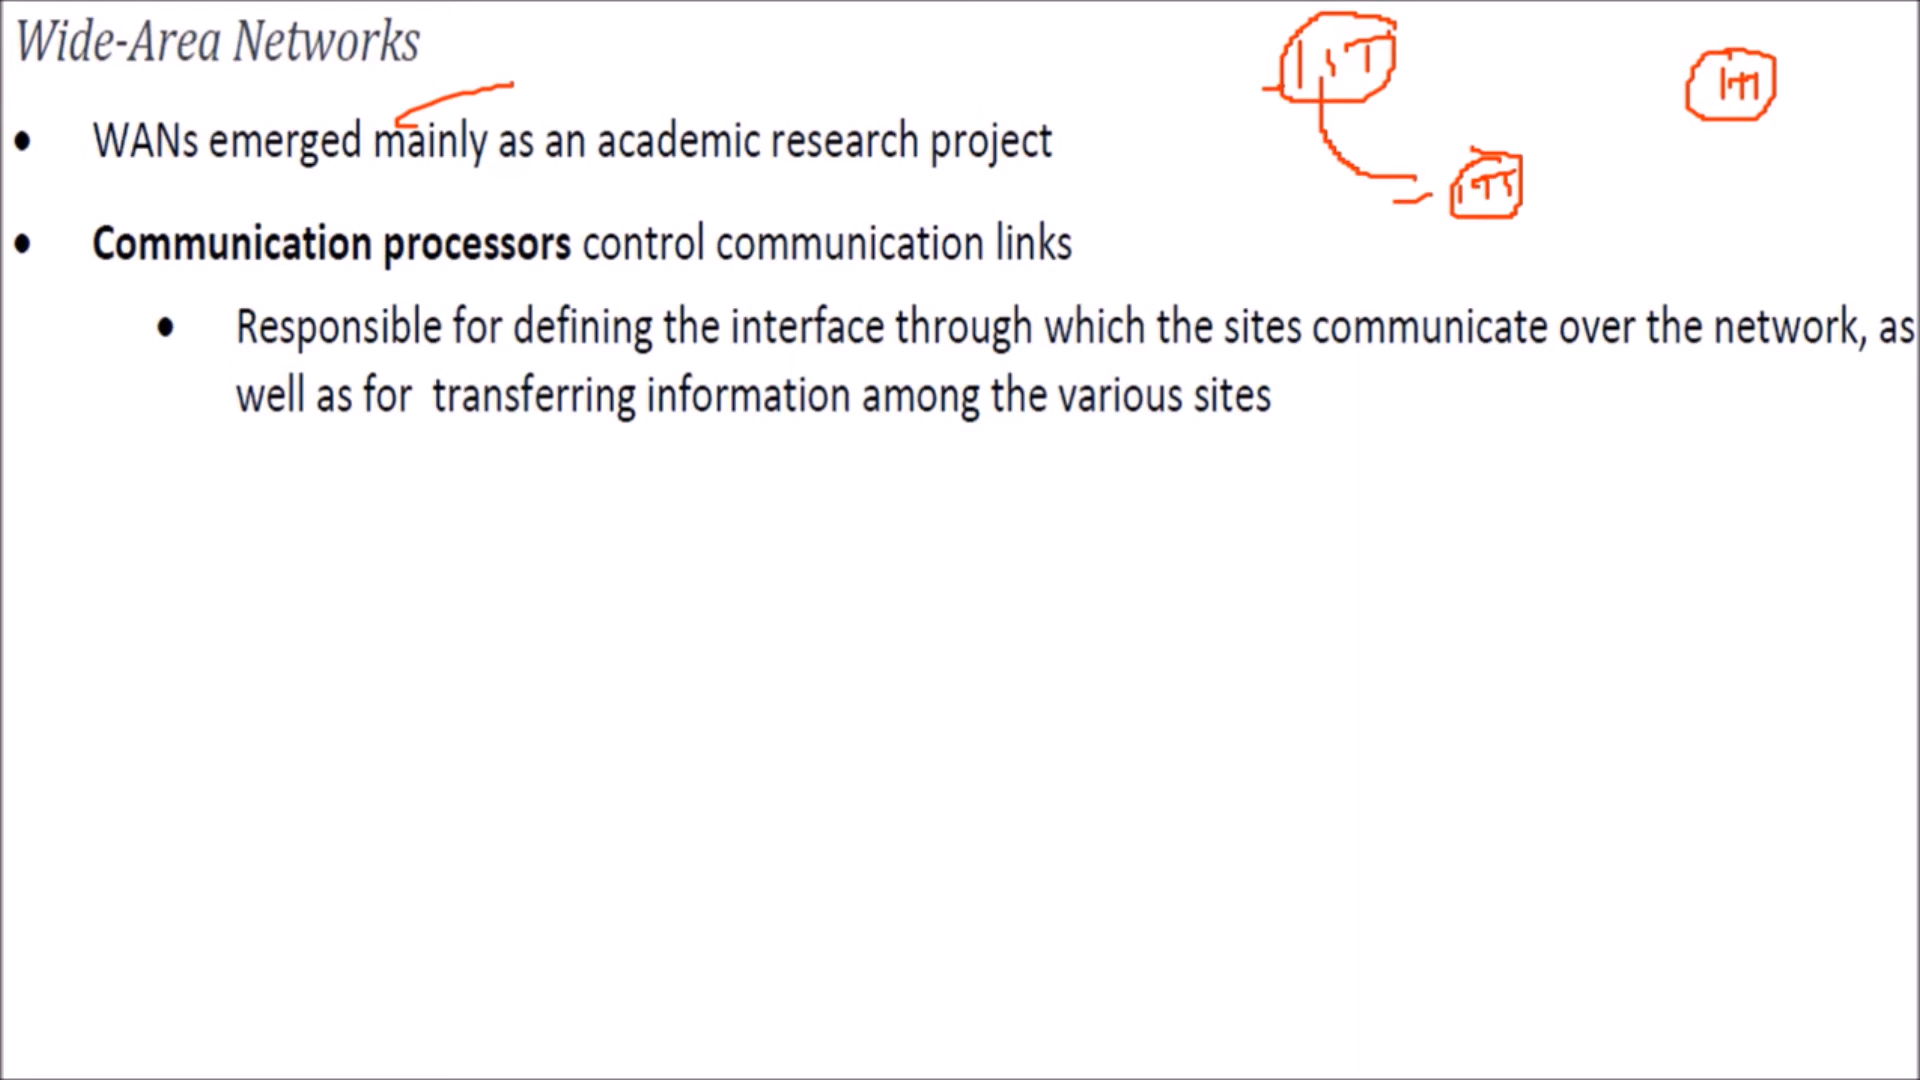 Wide-Area Networks
• WANs emerged mainly as an academic research project
• Communication processors control communication links
• Responsible for defining the interface through which the sites communicate over the network, as
well as for transferring information among the various sites